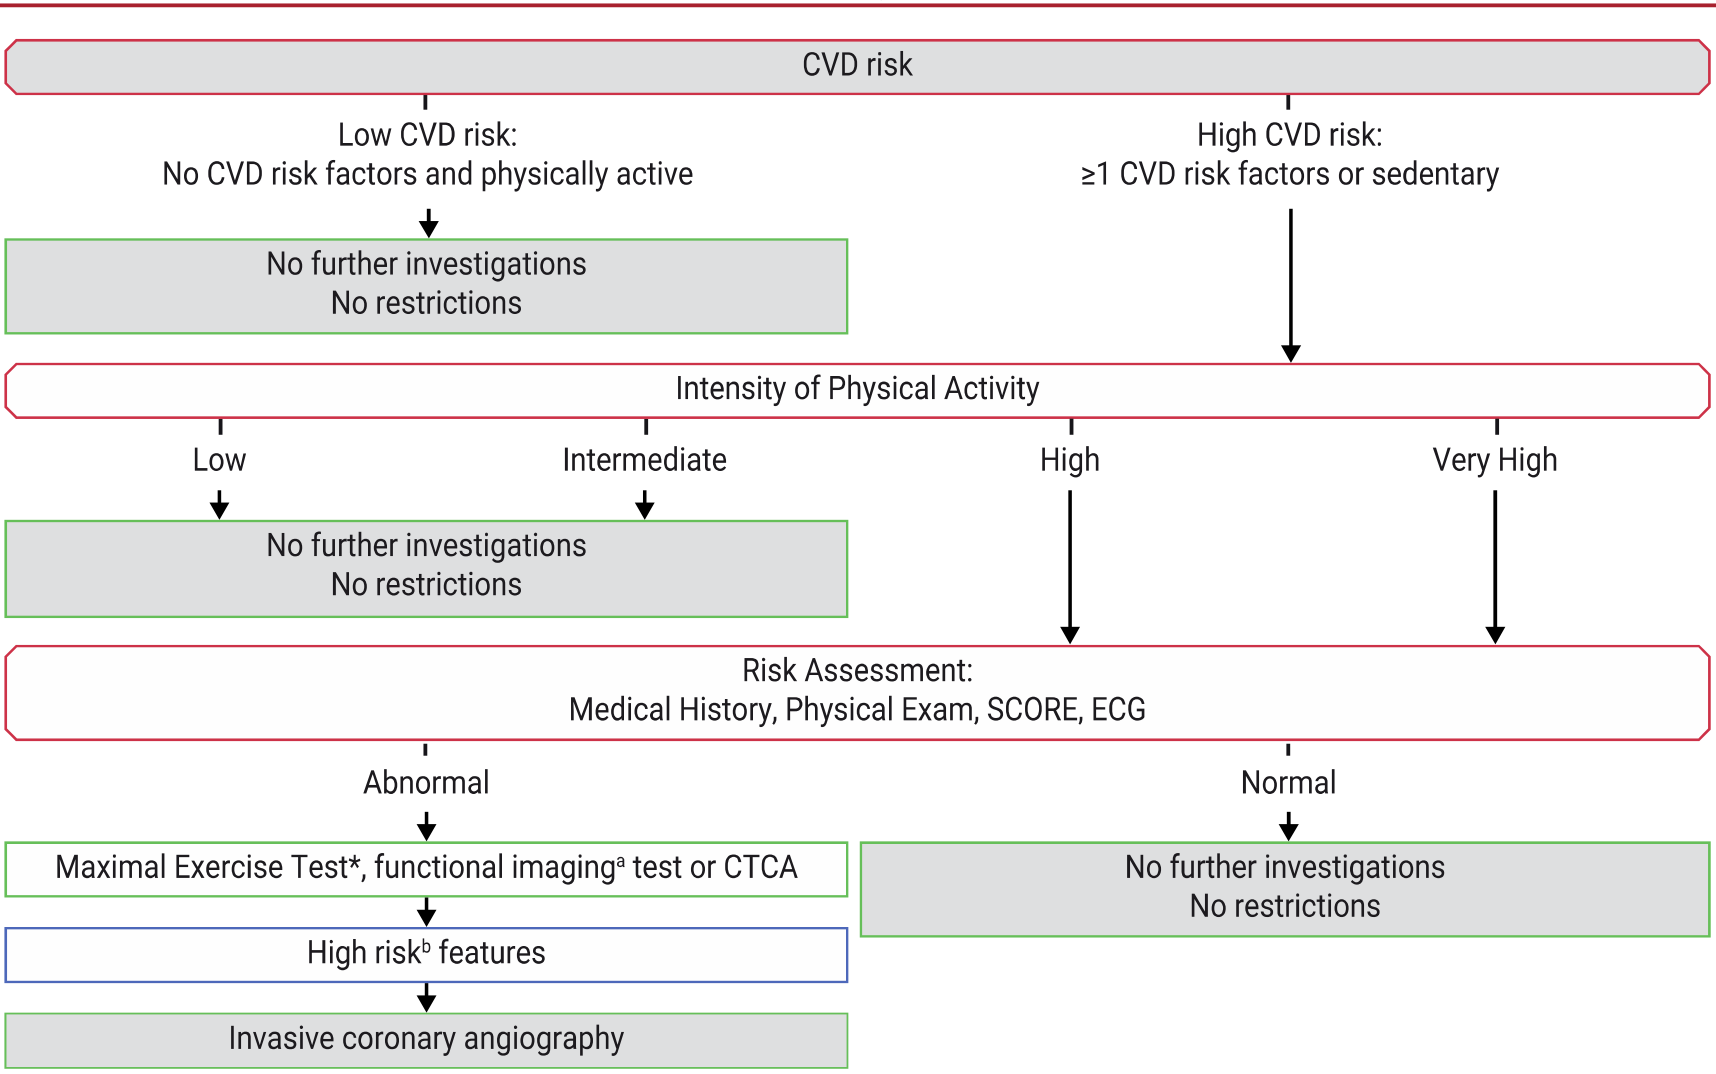 CVD risk
Low CVD risk:
No CVD risk factors and physically active
High CVD risk:
≥1 CVD risk factors or sedentary
No further investigations
No restrictions
Intensity of Physical Activity
Low
Intermediate
High
Very High
No further investigations
No restrictions
Risk Assessment:
Medical History, Physical Exam, SCORE, ECG
Abnormal
Normal
Maximal Exercise Test*, functional imagingᵃ test or CTCA
No further investigations
No restrictions
High riskᵇ features
Invasive coronary angiography